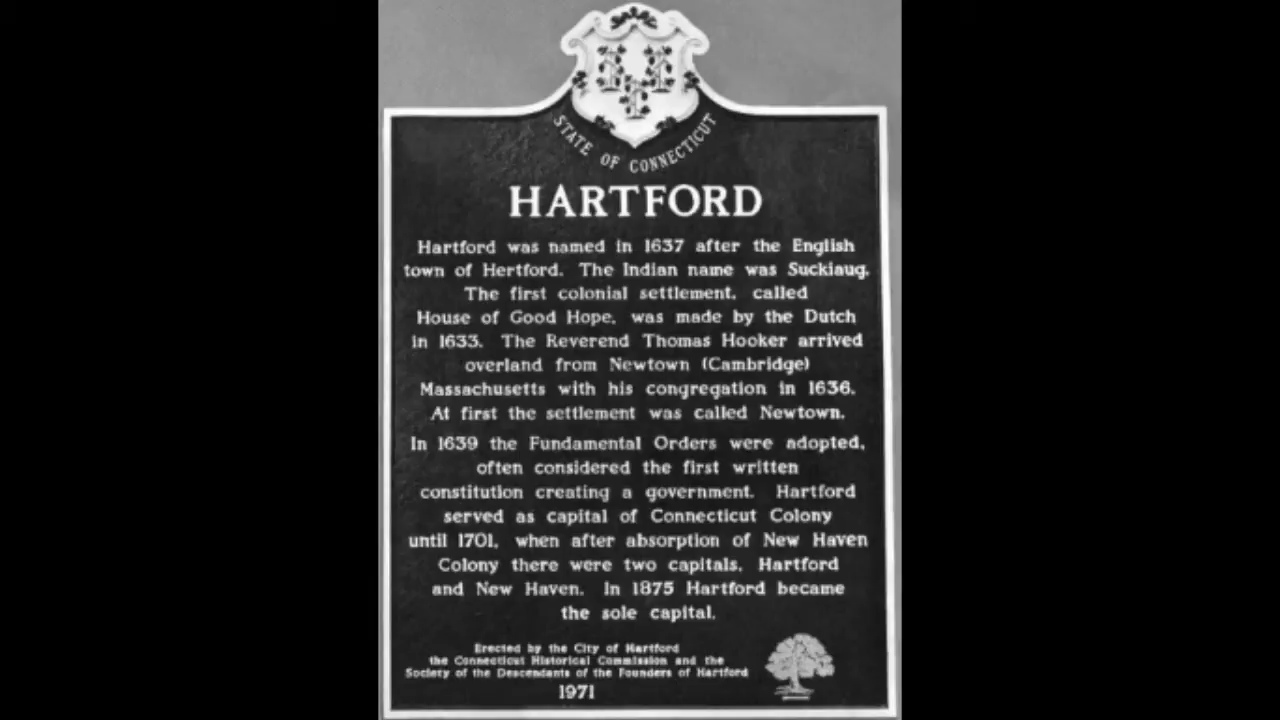 STATE OF CONNECTICUT
HARTFORD
Hartford was named in 1637 after the English
town of Hertford. The Indian name was Suckiaug.
The first colonial settlement, called
House of Good Hope, was made by the Dutch
in 1633. The Reverend Thomas Hooker arrived
overland from Newtown (Cambridge)
Massachusetts with his congregation in 1636.
At first the settlement was called Newtown.
In 1639 the Fundamental Orders were adopted,
often considered the first written
constitution creating a government. Hartford
served as capital of Connecticut Colony
until 1701, when after absorption of New Haven
Colony there were two capitals, Hartford
and New Haven. In 1875 Hartford became
the sole capital.
Erected by the City of Hartford
the Connecticut Historical Commission and the
Society of the Descendants of the Founders of Hartford
1971